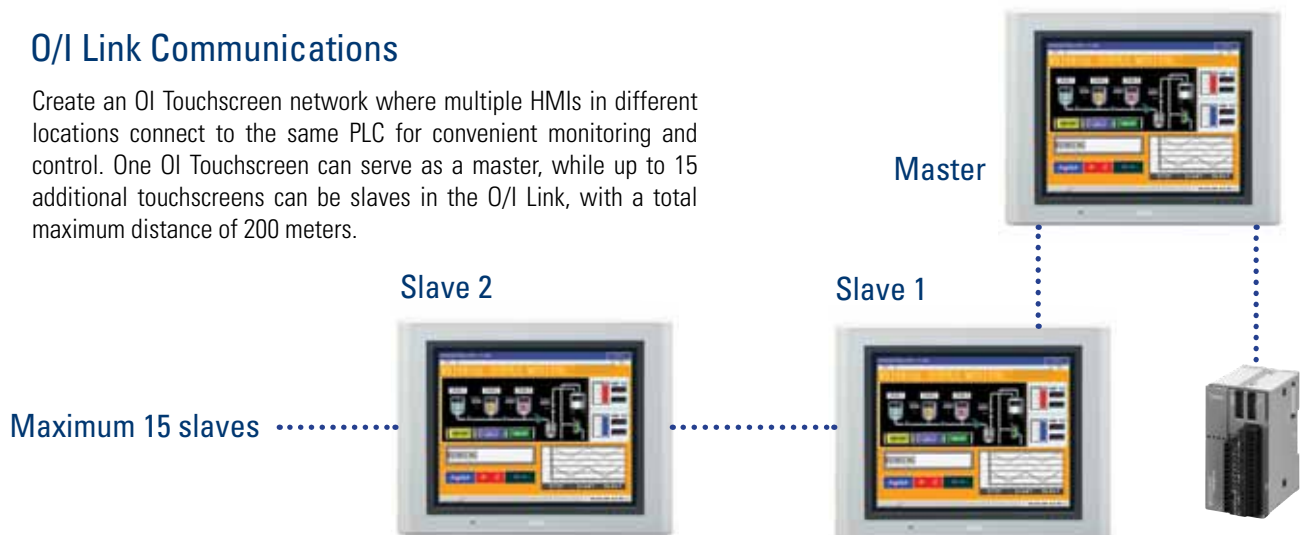 O/I Link Communications
Create an OI Touchscreen network where multiple HMIs in different
locations connect to the same PLC for convenient monitoring and
control. One OI Touchscreen can serve as a master, while up to 15
additional touchscreens can be slaves in the O/I Link, with a total
maximum distance of 200 meters.
Master
Slave 2
Slave 1
Maximum 15 slaves